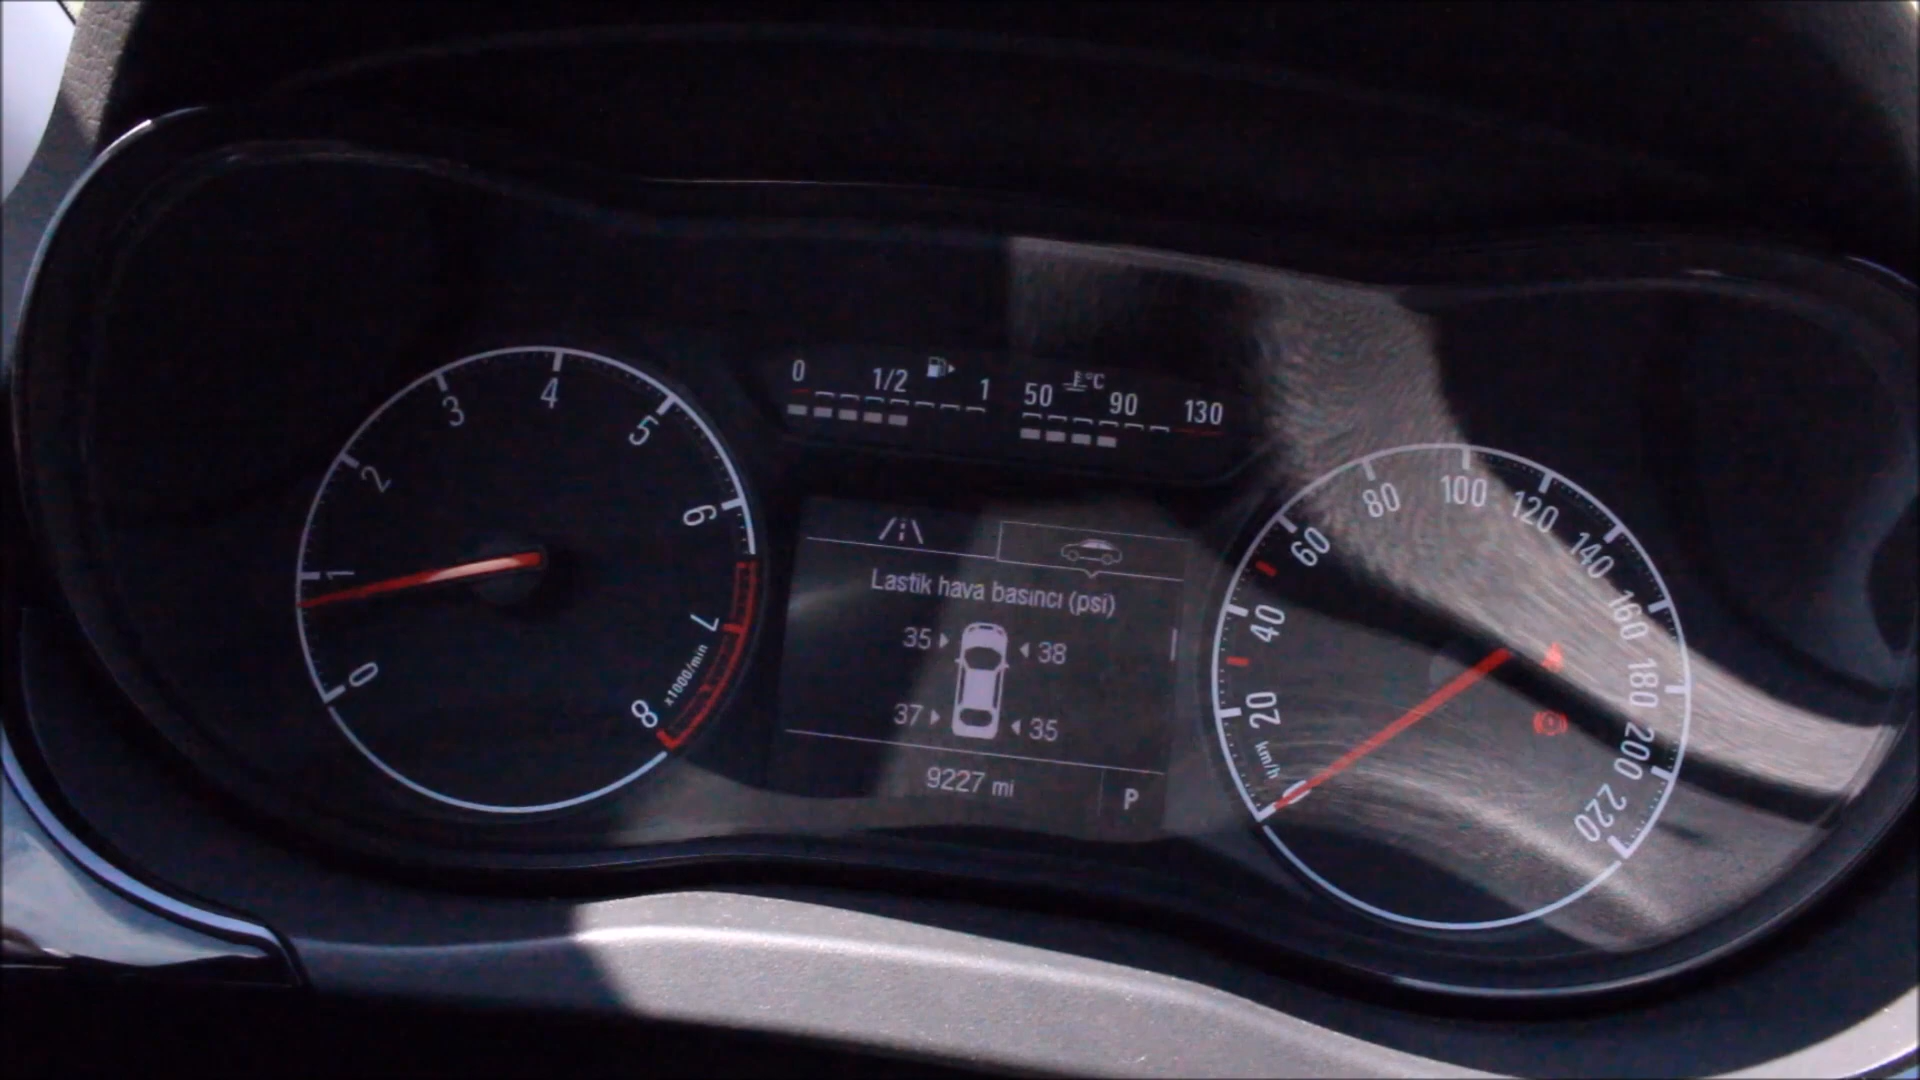 0 1/2 1
50 °C 90 130
0 1 2 3 4 5 6 7 8
x1000/min
Lastik hava basıncı (psi)
35 38
37 35
9227 mi P
0 20 40 60 80 100 120 140 160 180 200 220
km/h